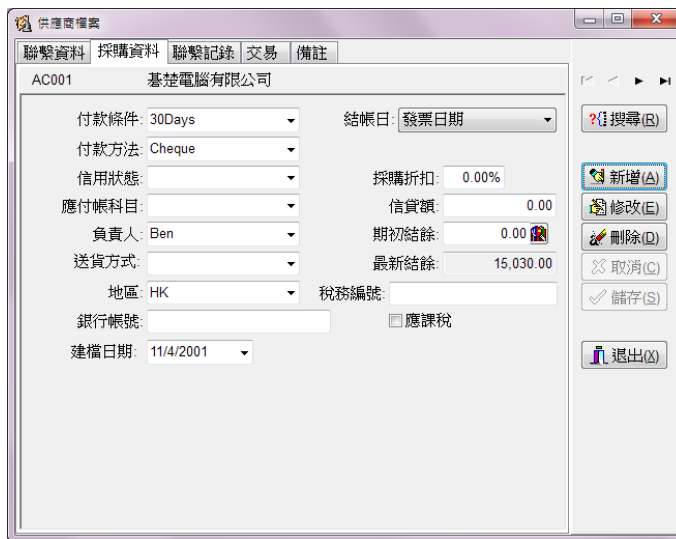 供應商檔案
聯繫資料 採購資料 聯繫記錄 交易 備註
AC001 基楚電腦有限公司
付款條件: 30Days 結帳日: 發票日期
付款方法: Cheque
信用狀態: 採購折扣: 0.00%
應付帳科目: 信貸額: 0.00
負責人: Ben 期初結餘: 0.00
送貨方式: 最新結餘: 15,030.00
地區: HK 稅務編號:
銀行帳號: 應課稅
建檔日期: 11/4/2001
搜尋(R)
新增(A)
修改(E)
刪除(D)
取消(C)
儲存(S)
退出(X)